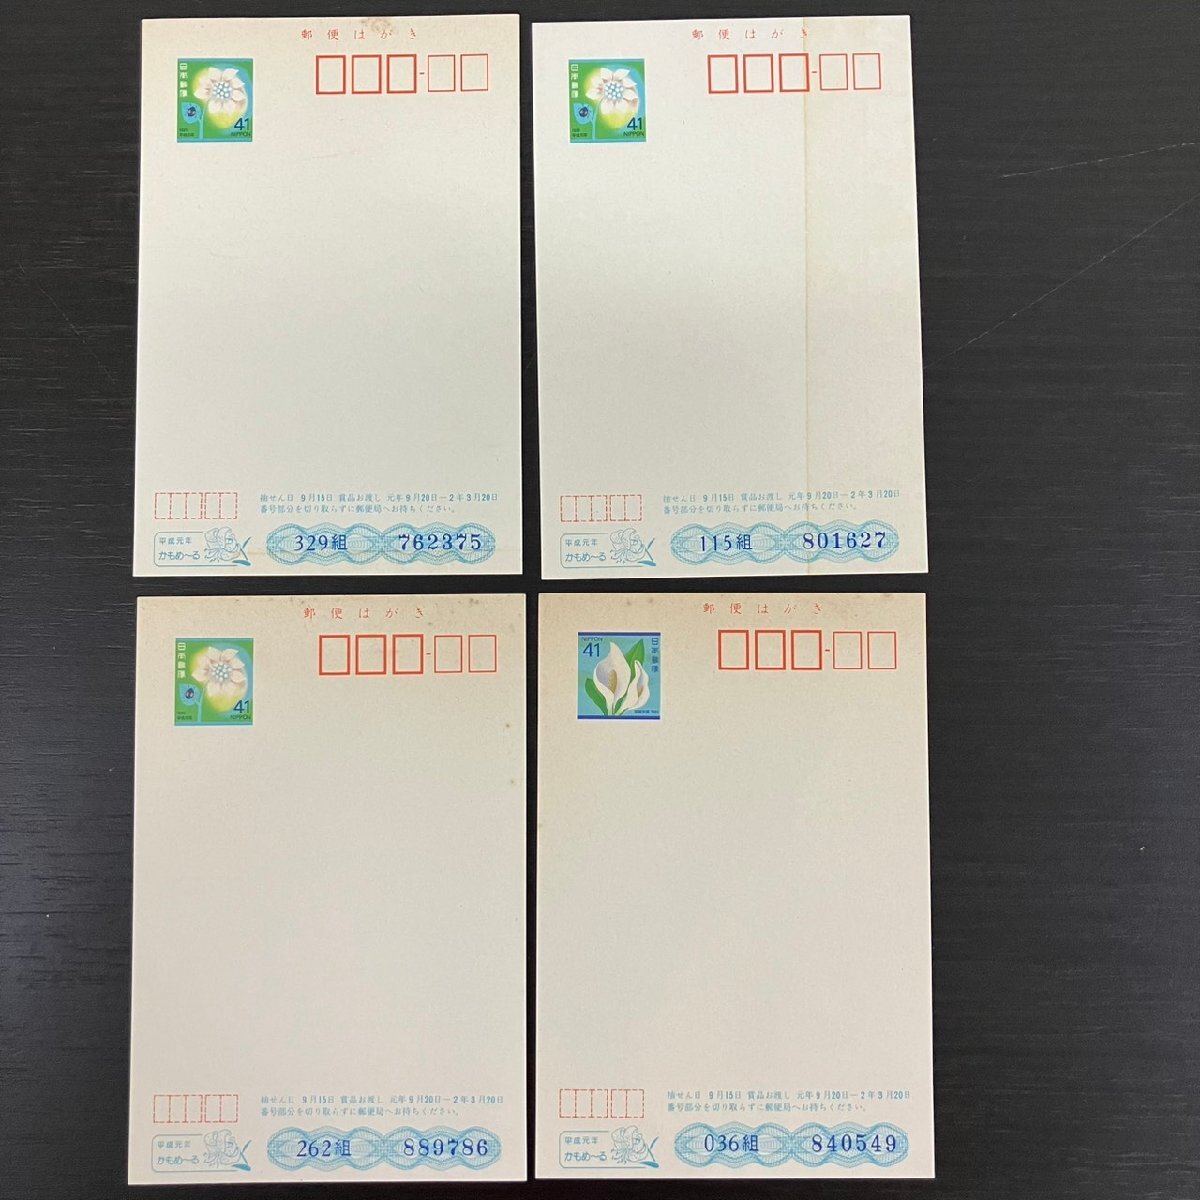 郵便はがき
日本郵便
41
NIPPON
抽せん日 9月15日 賞品お渡し 元年9月20日－2年3月20日
番号部分を切り取らずに郵便局へお持ちください。
平成元年
かもめ〜る
329組 762375
郵便はがき
日本郵便
41
NIPPON
抽せん日 9月15日 賞品お渡し 元年9月20日－2年3月20日
番号部分を切り取らずに郵便局へお持ちください。
平成元年
かもめ〜る
115組 801627
郵便はがき
日本郵便
41
NIPPON
抽せん日 9月15日 賞品お渡し 元年9月20日－2年3月20日
番号部分を切り取らずに郵便局へお持ちください。
平成元年
かもめ〜る
262組 889786
郵便はがき
NIPPON
41
日本郵便
抽せん日 9月15日 賞品お渡し 元年9月20日－2年3月20日
番号部分を切り取らずに郵便局へお持ちください。
平成元年
かもめ〜る
036組 840549